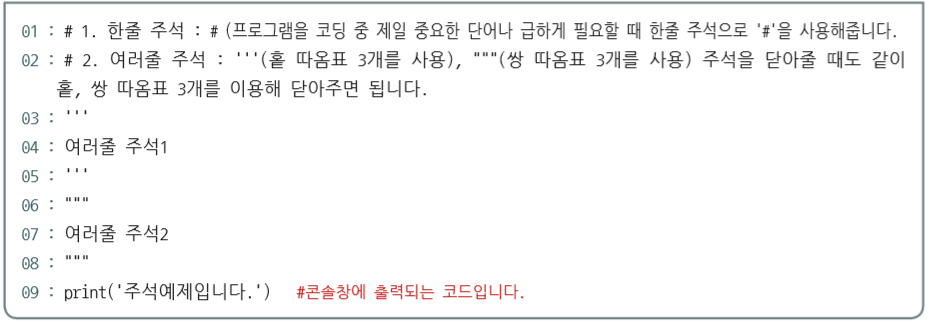 01 : # 1. 한줄 주석 : # (프로그램을 코딩 중 제일 중요한 단어나 급하게 필요할 때 한줄 주석으로 '#'을 사용해줍니다.
02 : # 2. 여러줄 주석 : '''(홑 따옴표 3개를 사용), """(쌍 따옴표 3개를 사용) 주석을 닫아줄 때도 같이
홑, 쌍 따옴표 3개를 이용해 닫아주면 됩니다.
03 : '''
04 : 여러줄 주석1
05 : '''
06 : """
07 : 여러줄 주석2
08 : """
09 : print('주석예제입니다.') #콘솔창에 출력되는 코드입니다.